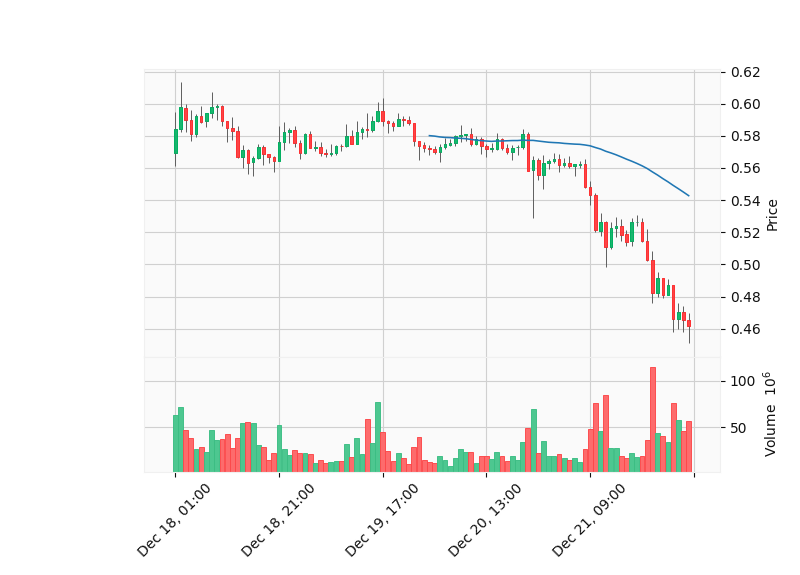 0.62
0.60
0.58
0.56
0.54
0.52
0.50
0.48
0.46
Price
100
50
Volume 10^6
Dec 18, 01:00
Dec 18, 21:00
Dec 19, 17:00
Dec 20, 13:00
Dec 21, 09:00